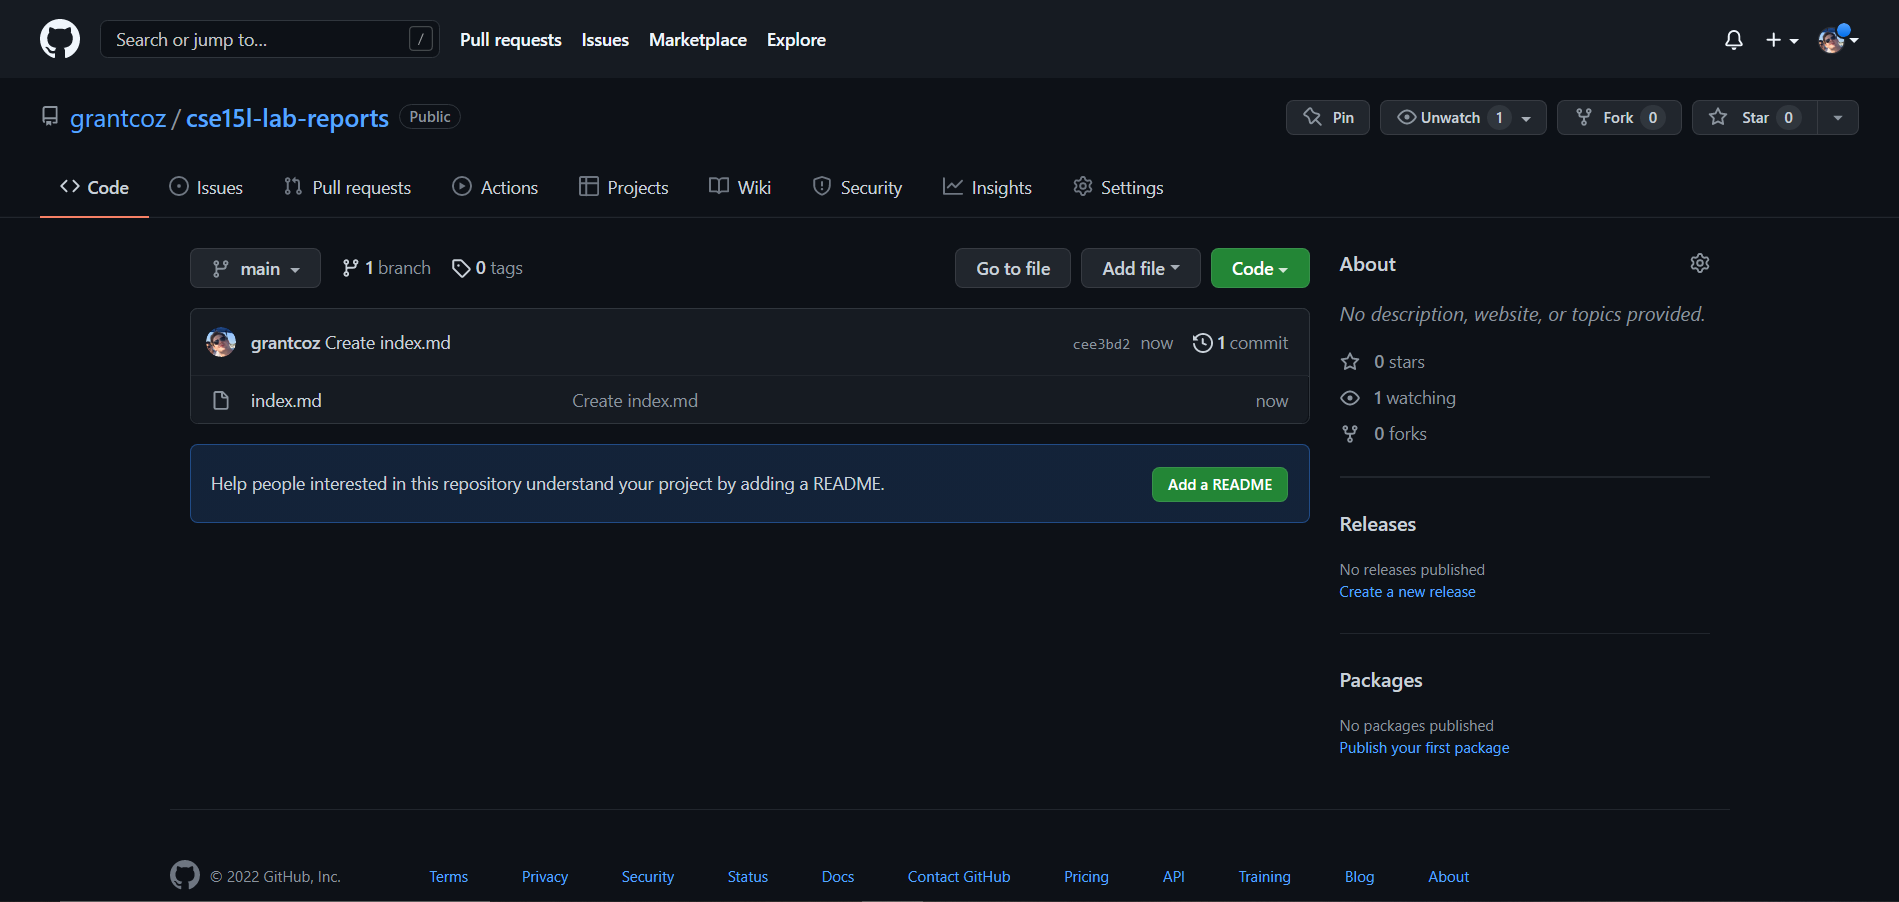 Search or jump to... / Pull requests Issues Marketplace Explore
grantcoz / cse15l-lab-reports Public Pin Unwatch 1 Fork 0 Star 0
Code Issues Pull requests Actions Projects Wiki Security Insights Settings
main 1 branch 0 tags Go to file Add file Code
grantcoz Create index.md cee3bd2 now 1 commit
index.md Create index.md now
Help people interested in this repository understand your project by adding a README. Add a README
About
No description, website, or topics provided.
0 stars
1 watching
0 forks
Releases
No releases published
Create a new release
Packages
No packages published
Publish your first package
© 2022 GitHub, Inc. Terms Privacy Security Status Docs Contact GitHub Pricing API Training Blog About